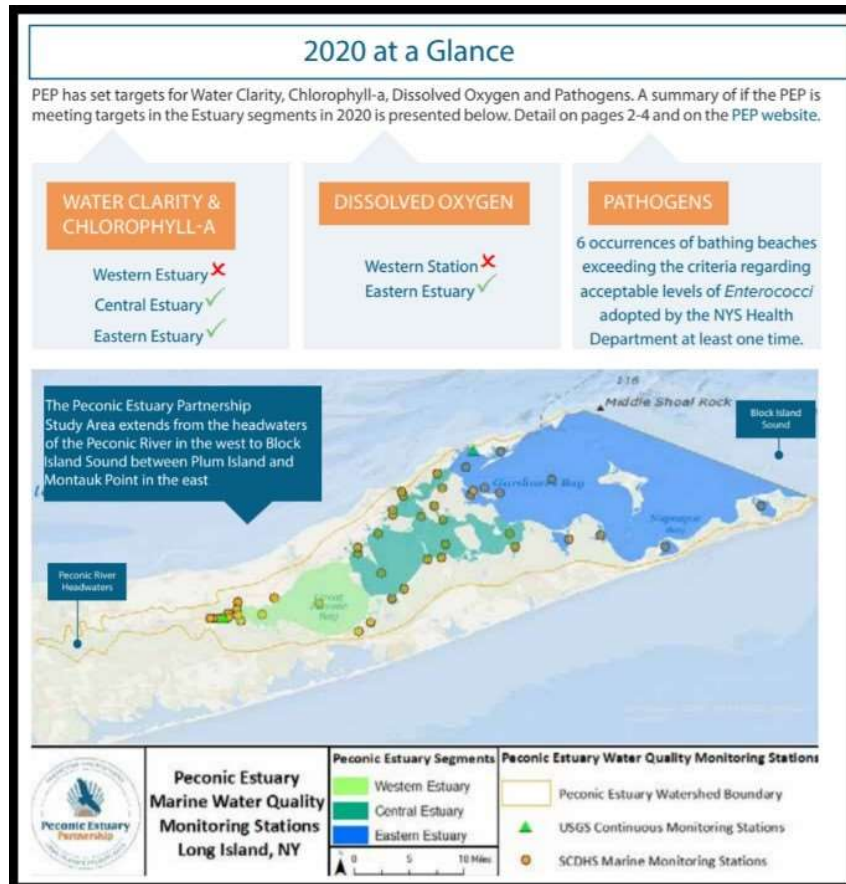 2020 at a Glance
PEP has set targets for Water Clarity, Chlorophyll-a, Dissolved Oxygen and Pathogens. A summary of if the PEP is
meeting targets in the Estuary segments in 2020 is presented below. Detail on pages 2-4 and on the PEP website.
WATER CLARITY &
CHLOROPHYLL-A
Western Estuary ✗
Central Estuary ✓
Eastern Estuary ✓
DISSOLVED OXYGEN
Western Station ✗
Eastern Estuary ✓
PATHOGENS
6 occurrences of bathing beaches
exceeding the criteria regarding
acceptable levels of Enterococci
adopted by the NYS Health
Department at least one time.
The Peconic Estuary Partnership
Study Area extends from the headwaters
of the Peconic River in the west to Block
Island Sound between Plum Island and
Montauk Point in the east
Middle Shoal Rock
Block Island
Sound
Gardiners Bay
Peconic River
Headwaters
Great
Peconic
Bay
Peconic Estuary
Partnership
Peconic Estuary
Marine Water Quality
Monitoring Stations
Long Island, NY
Peconic Estuary Segments
Western Estuary
Central Estuary
Eastern Estuary
N
0 5 10 Miles
Peconic Estuary Water Quality Monitoring Stations
Peconic Estuary Watershed Boundary
USGS Continuous Monitoring Stations
SCDHS Marine Monitoring Stations